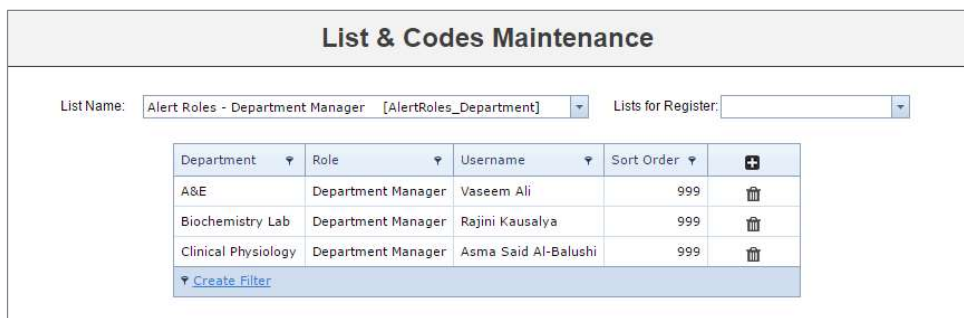 List & Codes Maintenance
List Name: Alert Roles - Department Manager [AlertRoles_Department] Lists for Register:
Department Role Username Sort Order
A&E Department Manager Vaseem Ali 999
Biochemistry Lab Department Manager Rajini Kausalya 999
Clinical Physiology Department Manager Asma Said Al-Balushi 999
Create Filter